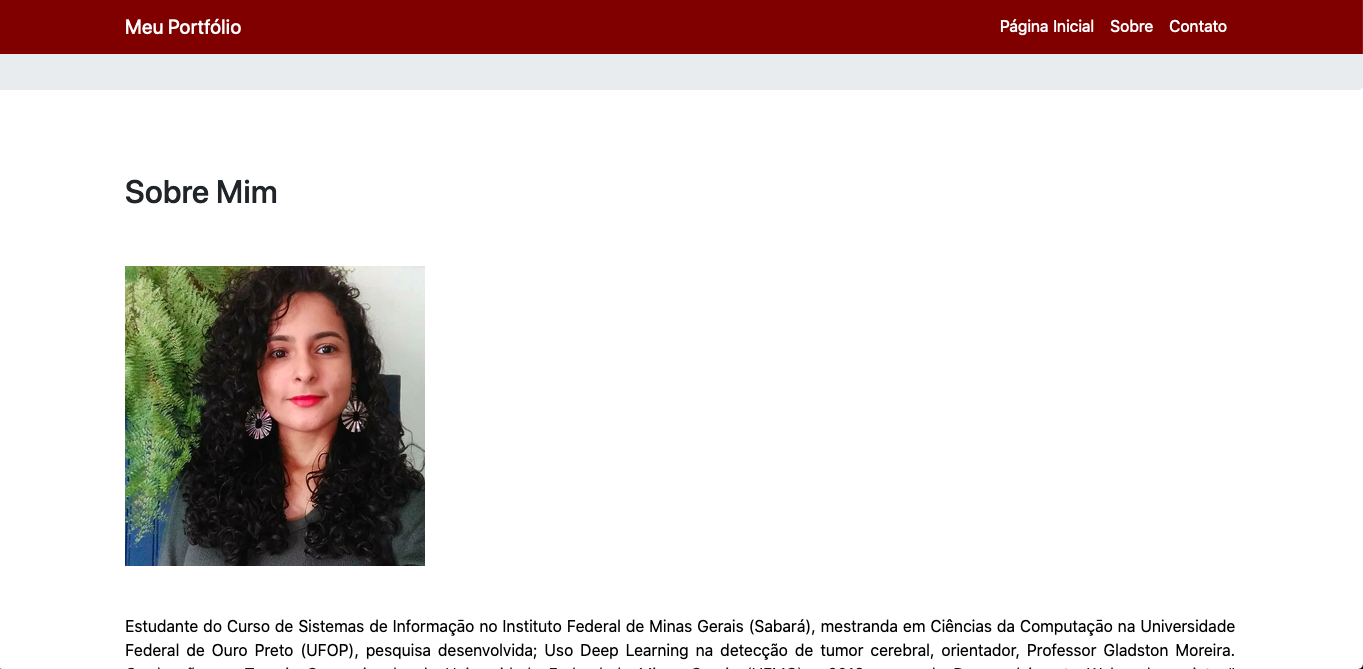 Meu Portfólio
Página Inicial Sobre Contato
Sobre Mim
Estudante do Curso de Sistemas de Informação no Instituto Federal de Minas Gerais (Sabará), mestranda em Ciências da Computação na Universidade
Federal de Ouro Preto (UFOP), pesquisa desenvolvida; Uso Deep Learning na detecção de tumor cerebral, orientador, Professor Gladston Moreira.